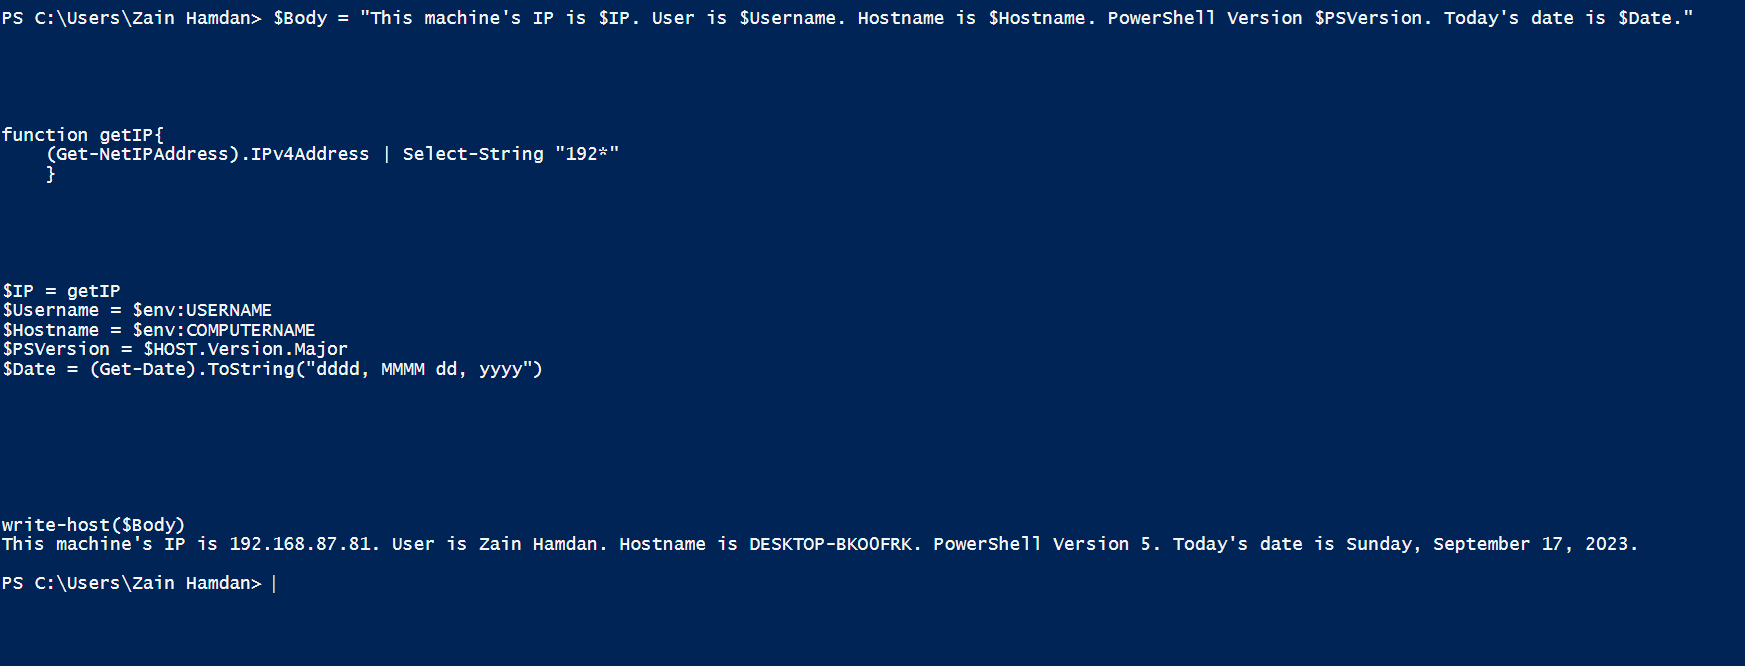 PS C:\Users\Zain Hamdan> $Body = "This machine's IP is $IP. User is $Username. Hostname is $Hostname. PowerShell Version $PSVersion. Today's date is $Date."
function getIP{
    (Get-NetIPAddress).IPv4Address | Select-String "192*"
    }
$IP = getIP
$Username = $env:USERNAME
$Hostname = $env:COMPUTERNAME
$PSVersion = $HOST.Version.Major
$Date = (Get-Date).ToString("dddd, MMMM dd, yyyy")
write-host($Body)
This machine's IP is 192.168.87.81. User is Zain Hamdan. Hostname is DESKTOP-BKO0FRK. PowerShell Version 5. Today's date is Sunday, September 17, 2023.
PS C:\Users\Zain Hamdan>